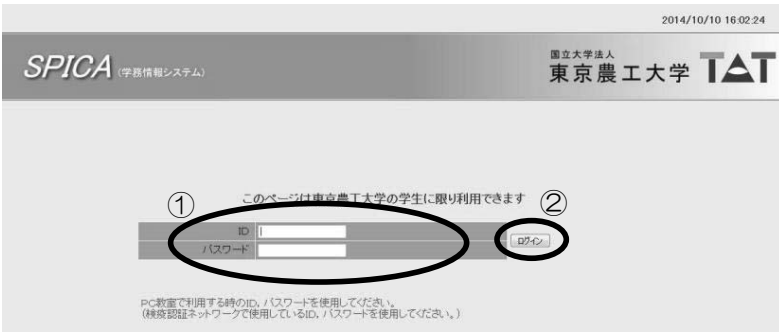 2014/10/10 16:02:24
SPICA (学務情報システム)
国立大学法人
東京農工大学 TAT
① ②
このページは東京農工大学の学生に限り利用できます
ID
パスワード
ログイン
PC教室で利用する時のID、パスワードを使用してください。
(検疫認証ネットワークで使用しているID、パスワードを使用してください。)